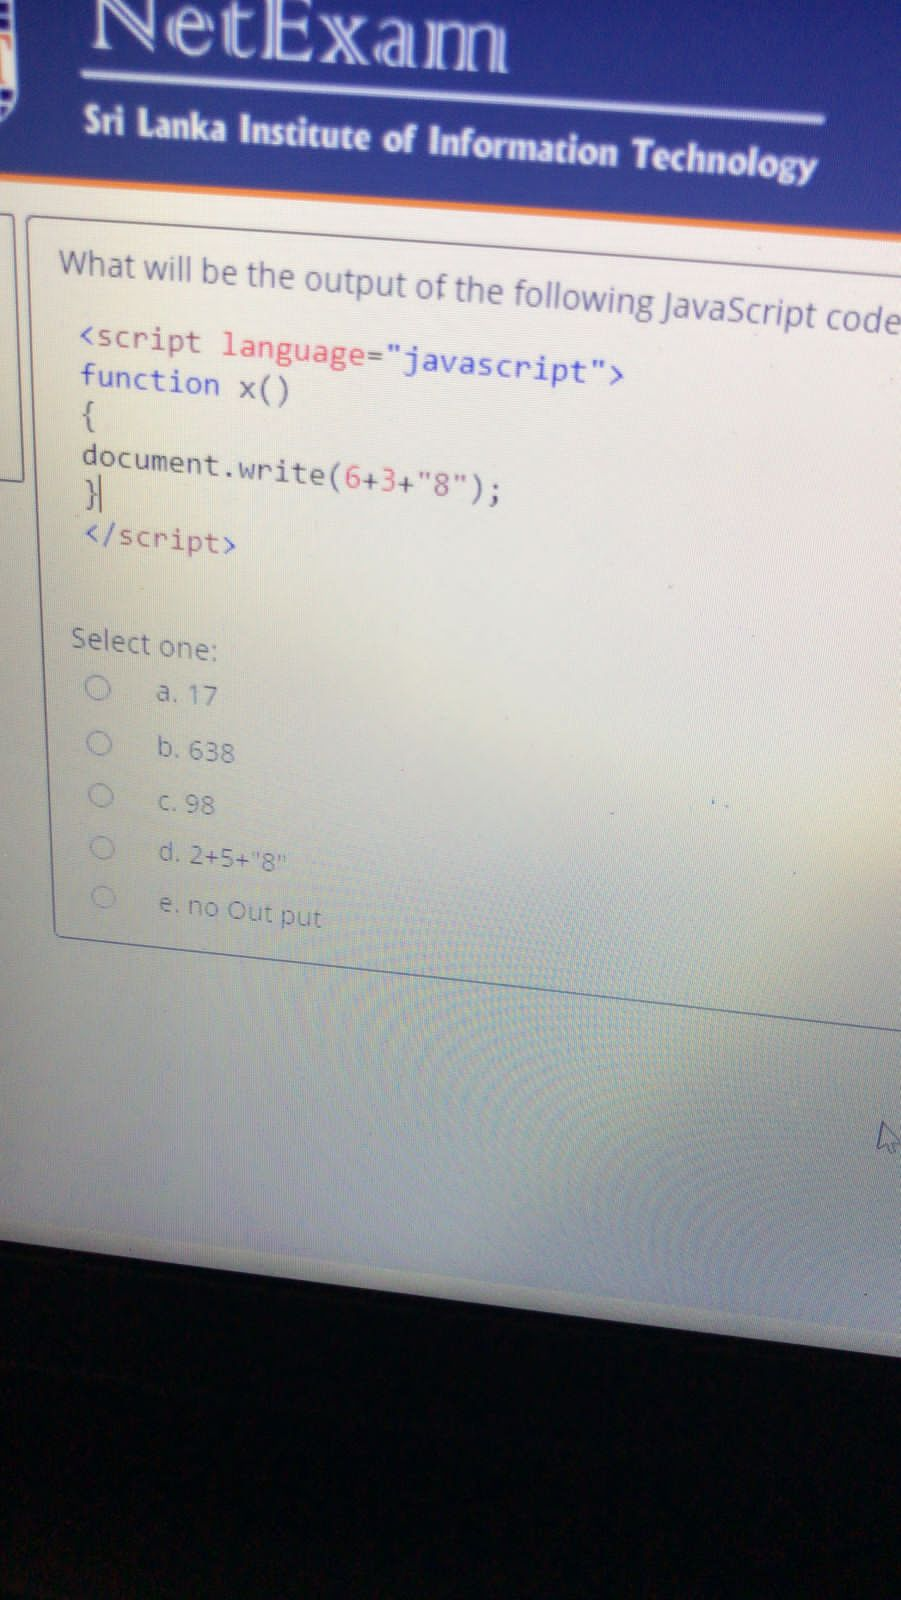 NetExam
Sri Lanka Institute of Information Technology
What will be the output of the following JavaScript code
<script language="javascript">
function x()
{
document.write(6+3+"8");
}
</script>
Select one:
a. 17
b. 638
c. 98
d. 2+5+"8"
e. no Out put